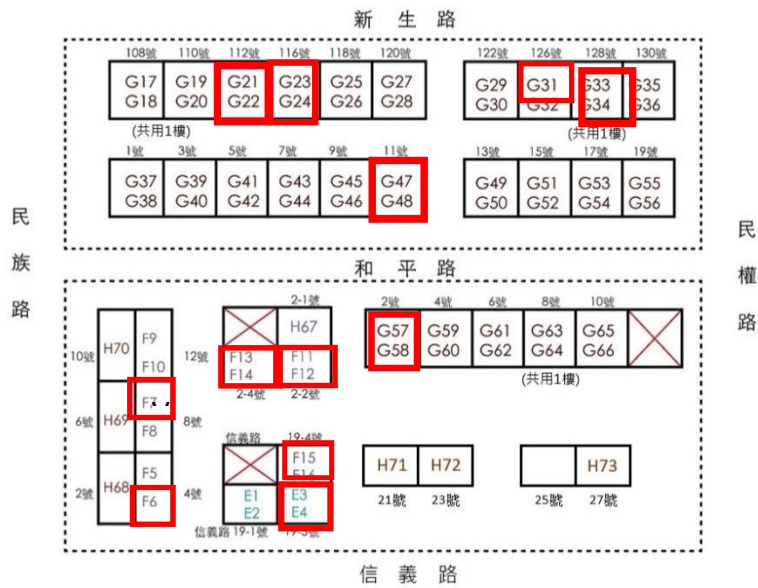 新生路
108號 110號 112號 116號 118號 120號 122號 126號 128號 130號
G17 G19 G21 G23 G25 G27 G29 G31 G33 G35
G18 G20 G22 G24 G26 G28 G30 G32 G34 G36
(共用1樓) (共用1樓)
1號 3號 5號 7號 9號 11號 13號 15號 17號 19號
G37 G39 G41 G43 G45 G47 G49 G51 G53 G55
G38 G40 G42 G44 G46 G48 G50 G52 G54 G56
民族路
民權路
和平路
2-1號 2號 4號 6號 8號 10號
H67 G57 G59 G61 G63 G65
G58 G60 G62 G64 G66
(共用1樓)
F13 F11
F14 F12
2-4號 2-2號
10號 H70 F9 12號
F10
6號 H69 F7 8號
F8
2號 H68 F5 4號
F6
信義路 19-4號
F15
F16
E1 E3
E2 E4
信義路 19-1號 19-3號
H71 H72 H73
21號 23號 25號 27號
信義路